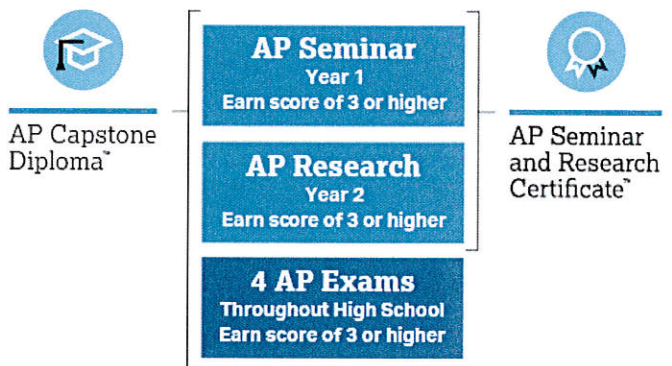 AP Capstone
Diploma™
AP Seminar
Year 1
Earn score of 3 or higher
AP Research
Year 2
Earn score of 3 or higher
4 AP Exams
Throughout High School
Earn score of 3 or higher
AP Seminar
and Research
Certificate™